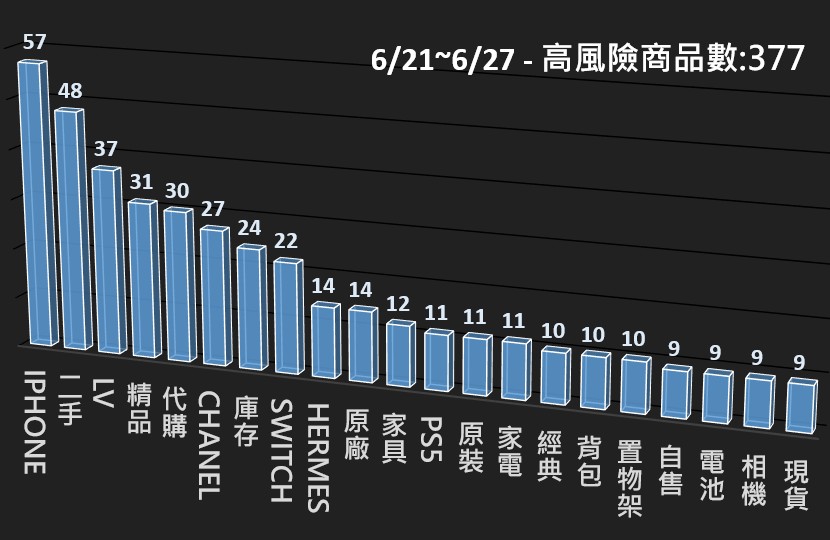 6/21~6/27 - 高風險商品數:377
57
48
37
31
30
27
24
22
14
14
12
11
11
11
10
10
10
9
9
9
9
IPHONE
二手
LV
精品
代購
CHANEL
庫存
SWITCH
HERMES
原廠
家具
PS5
原裝
家電
經典
背包
置物架
自售
電池
相機
現貨